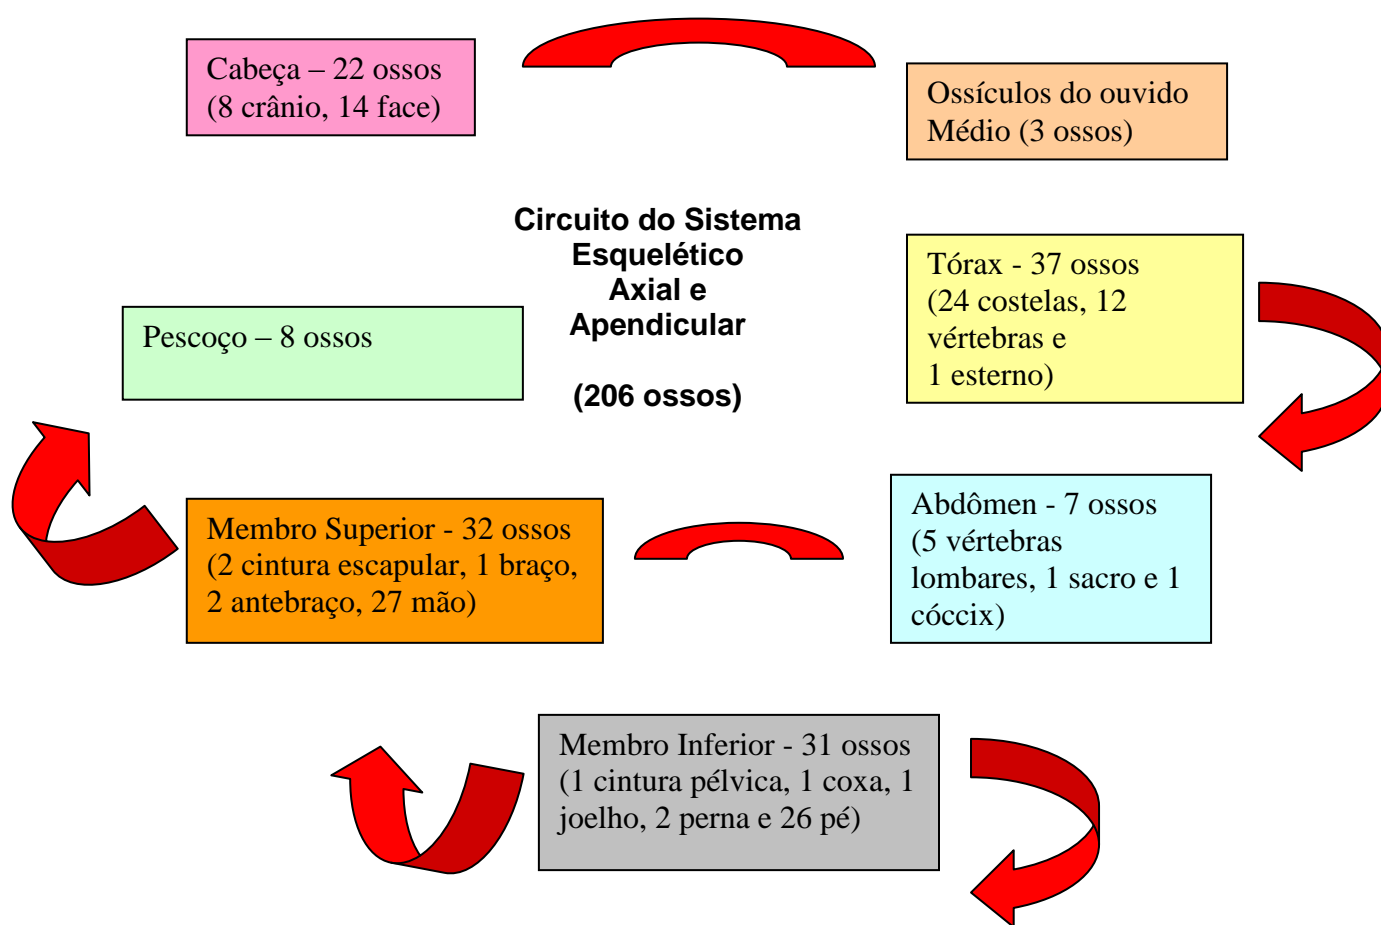 Cabeça – 22 ossos
(8 crânio, 14 face)
Ossículos do ouvido
Médio (3 ossos)
Circuito do Sistema
Esquelético
Axial e
Apendicular
(206 ossos)
Tórax - 37 ossos
(24 costelas, 12
vértebras e
1 esterno)
Pescoço – 8 ossos
Membro Superior - 32 ossos
(2 cintura escapular, 1 braço,
2 antebraço, 27 mão)
Abdômen - 7 ossos
(5 vértebras
lombares, 1 sacro e 1
cóccix)
Membro Inferior - 31 ossos
(1 cintura pélvica, 1 coxa, 1
joelho, 2 perna e 26 pé)